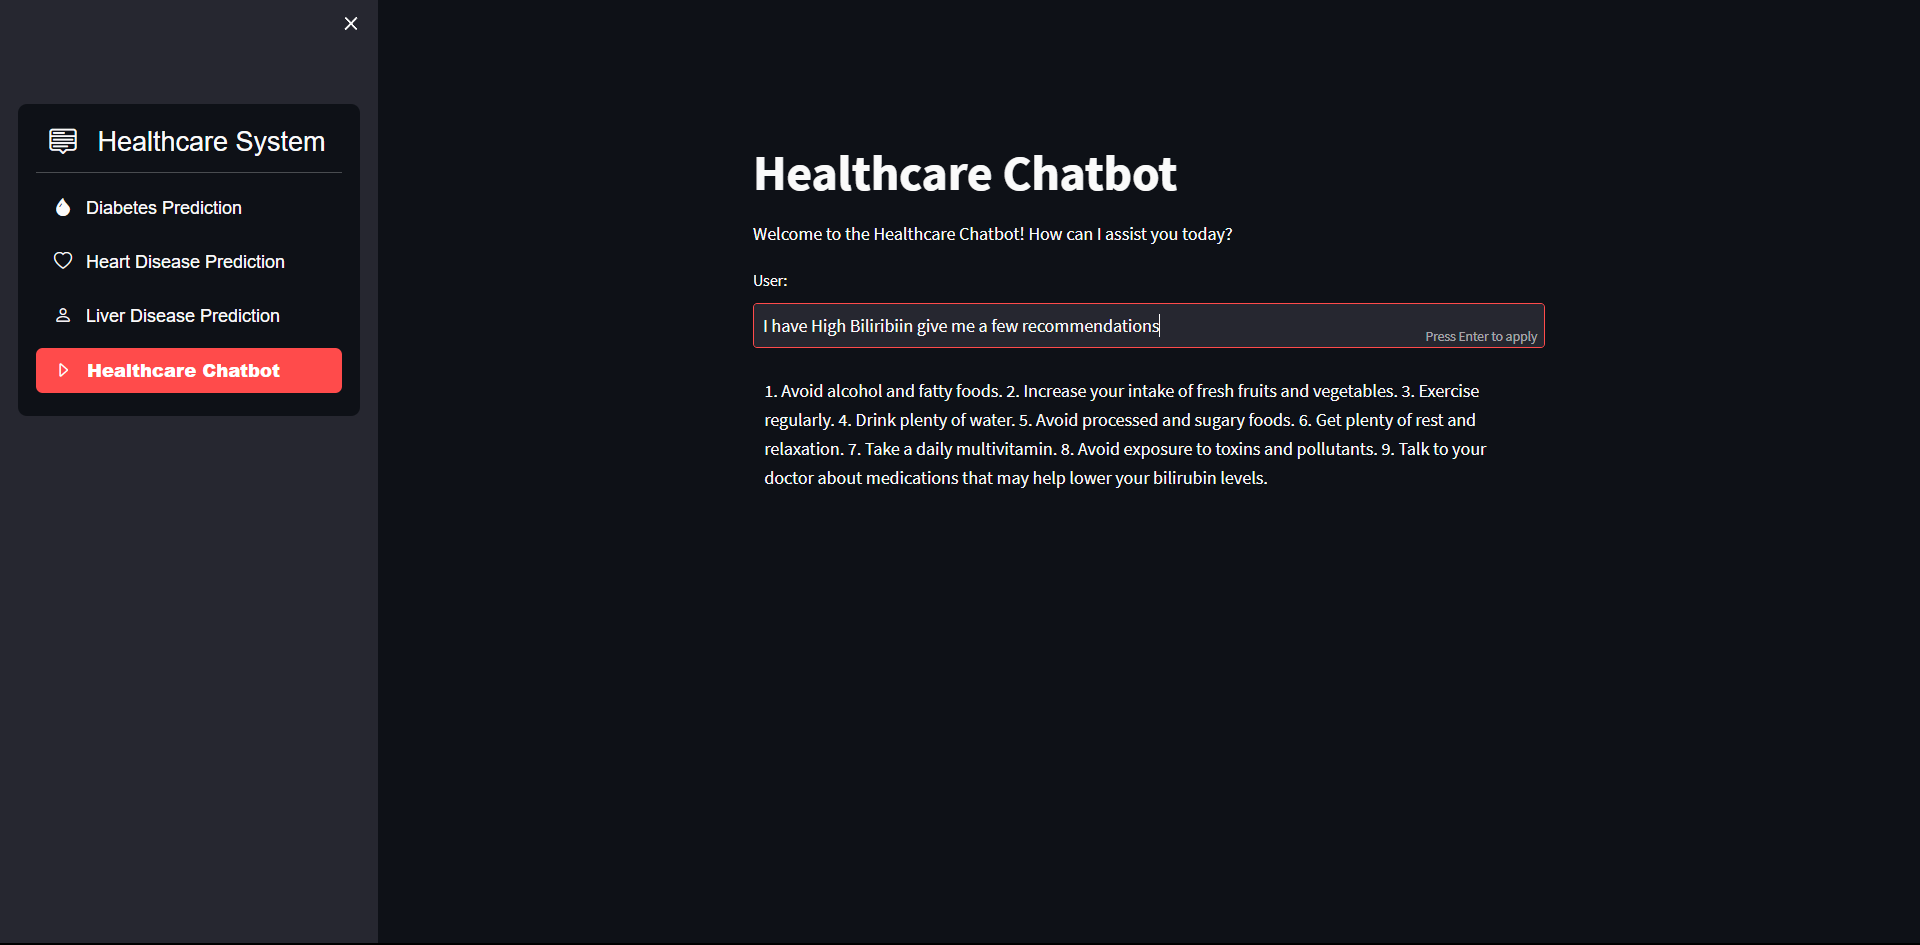 Healthcare System
Diabetes Prediction
Heart Disease Prediction
Liver Disease Prediction
Healthcare Chatbot
Healthcare Chatbot
Welcome to the Healthcare Chatbot! How can I assist you today?
User:
I have High Biliribiin give me a few recommendations
Press Enter to apply
1. Avoid alcohol and fatty foods. 2. Increase your intake of fresh fruits and vegetables. 3. Exercise
regularly. 4. Drink plenty of water. 5. Avoid processed and sugary foods. 6. Get plenty of rest and
relaxation. 7. Take a daily multivitamin. 8. Avoid exposure to toxins and pollutants. 9. Talk to your
doctor about medications that may help lower your bilirubin levels.